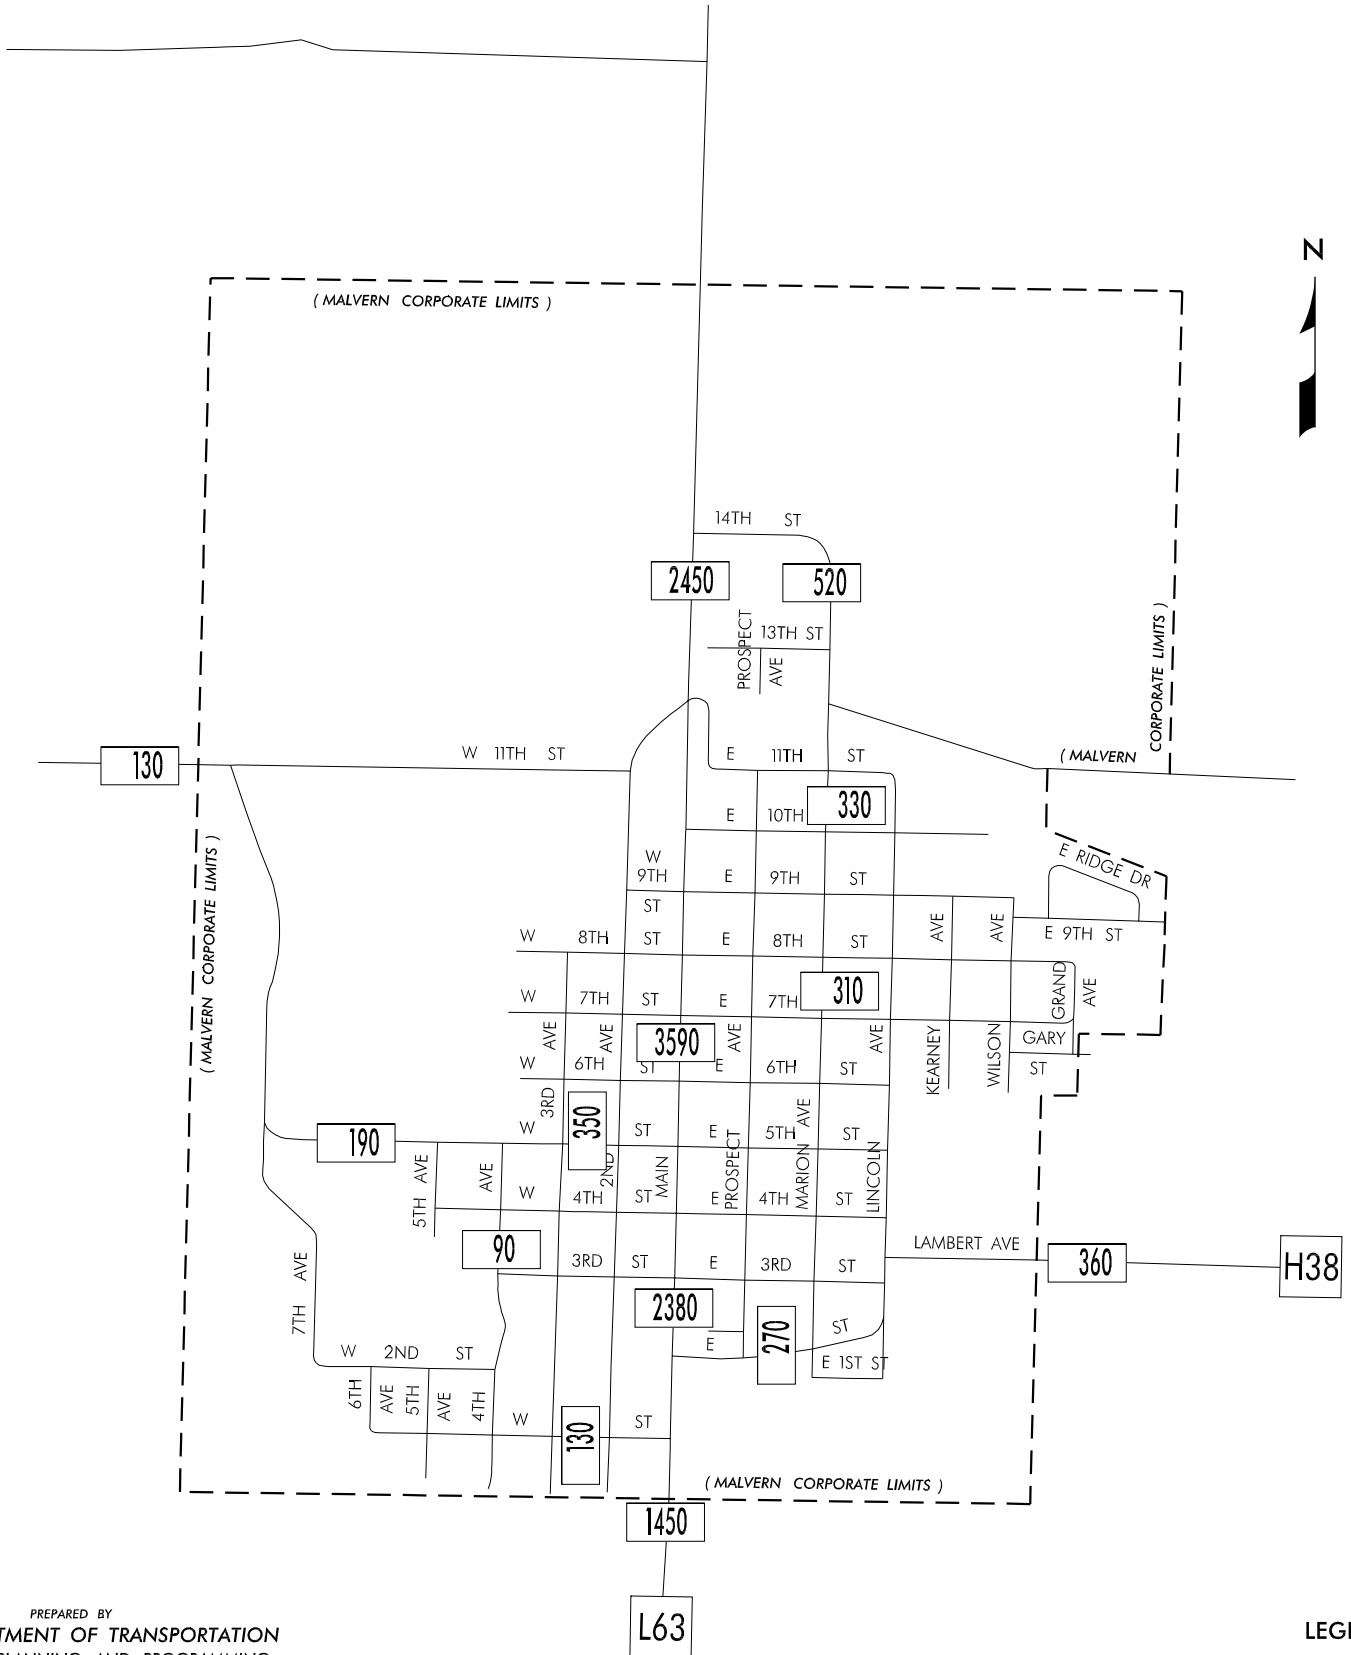 N
( MALVERN CORPORATE LIMITS )
14TH ST
2450
520
PROSPECT AVE
13TH ST
( MALVERN CORPORATE LIMITS )
130
W 11TH ST
E 11TH ST
330
E 10TH
W 9TH ST
E 9TH ST
E RIDGE DR
( MALVERN CORPORATE LIMITS )
W 8TH ST
E 8TH ST
AVE
AVE
E 9TH ST
W 7TH ST
E 7TH
310
GRAND AVE
3RD AVE
2ND AVE
3590
PROSPECT AVE
LINCOLN AVE
KEARNEY
WILSON
GARY ST
W 6TH ST
E 6TH ST
350
MARION AVE
190
W
ST
E 5TH ST
5TH AVE
AVE
W 4TH ST
MAIN
E 4TH ST
90
3RD ST
E 3RD ST
LAMBERT AVE
360
H38
7TH AVE
2380
270
E
ST
E 1ST ST
W 2ND ST
6TH AVE
5TH AVE
4TH
W
130
ST
( MALVERN CORPORATE LIMITS )
1450
L63
PREPARED BY
TMENT OF TRANSPORTATION
LEGE